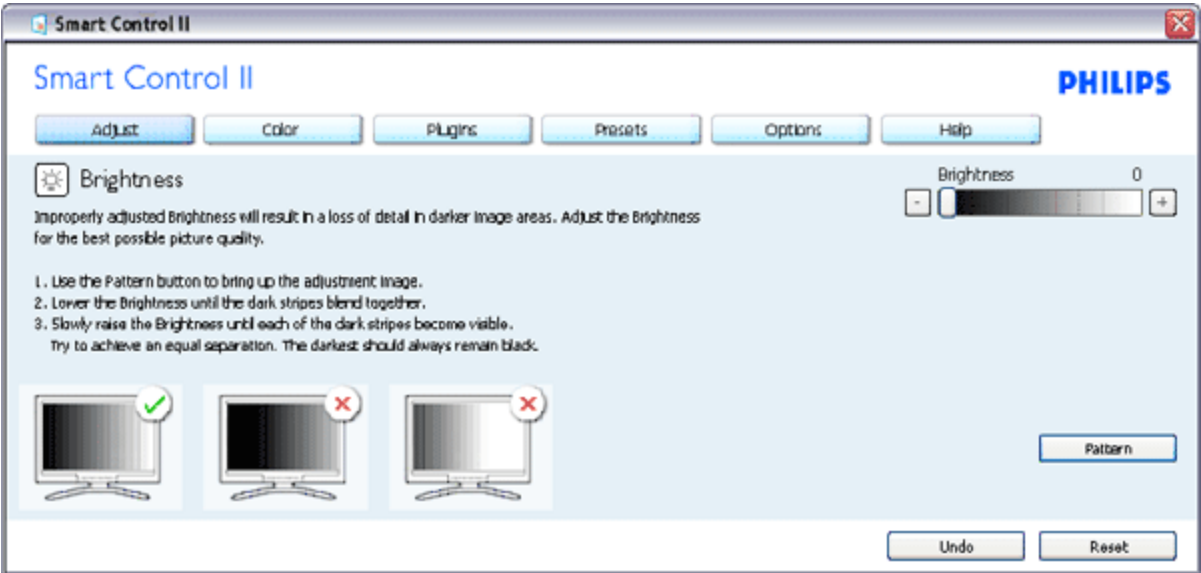 Smart Control II
Smart Control II
PHILIPS
Adjust Color Plugins Presets Options Help
Brightness
Brightness 0
- +
Improperly adjusted Brightness will result in a loss of detail in darker image areas. Adjust the Brightness
for the best possible picture quality.
1. Use the Pattern button to bring up the adjustment image.
2. Lower the Brightness until the dark stripes blend together.
3. Slowly raise the Brightness until each of the dark stripes become visible.
Try to achieve an equal separation. The darkest should always remain black.
Pattern
Undo Reset